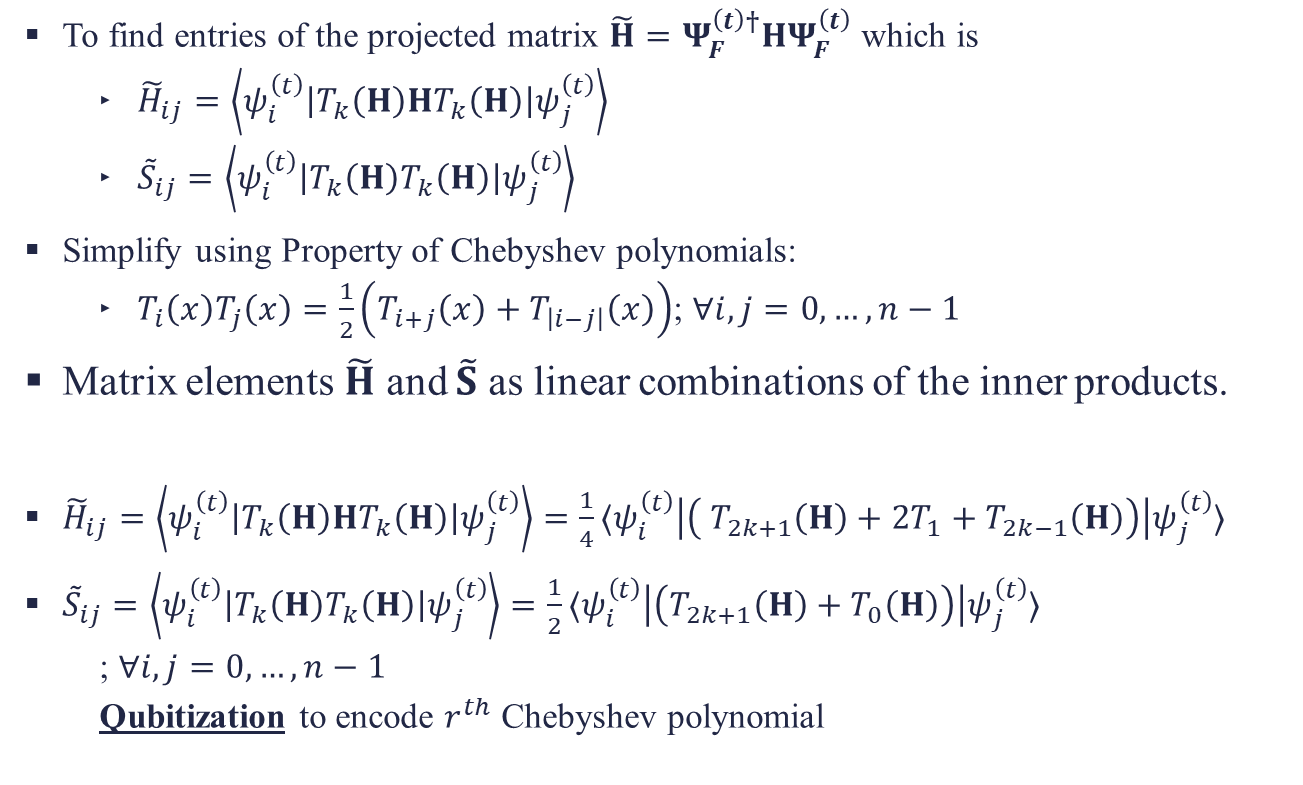 ▪ To find entries of the projected matrix H̃ = Ψ_F^(t)† H Ψ_F^(t) which is
‣ H̃_ij = ⟨ψ_i^(t)|T_k(H)HT_k(H)|ψ_j^(t)⟩
‣ S̃_ij = ⟨ψ_i^(t)|T_k(H)T_k(H)|ψ_j^(t)⟩
▪ Simplify using Property of Chebyshev polynomials:
‣ T_i(x)T_j(x) = 1/2 (T_{i+j}(x) + T_{|i−j|}(x)); ∀i, j = 0, … , n − 1
▪ Matrix elements H̃ and S̃ as linear combinations of the inner products.
▪ H̃_ij = ⟨ψ_i^(t)|T_k(H)HT_k(H)|ψ_j^(t)⟩ = 1/4 ⟨ψ_i^(t)|( T_{2k+1}(H) + 2T_1 + T_{2k−1}(H))|ψ_j^(t)⟩
▪ S̃_ij = ⟨ψ_i^(t)|T_k(H)T_k(H)|ψ_j^(t)⟩ = 1/2 ⟨ψ_i^(t)|(T_{2k+1}(H) + T_0(H))|ψ_j^(t)⟩
; ∀i, j = 0, … , n − 1
Qubitization to encode r^th Chebyshev polynomial